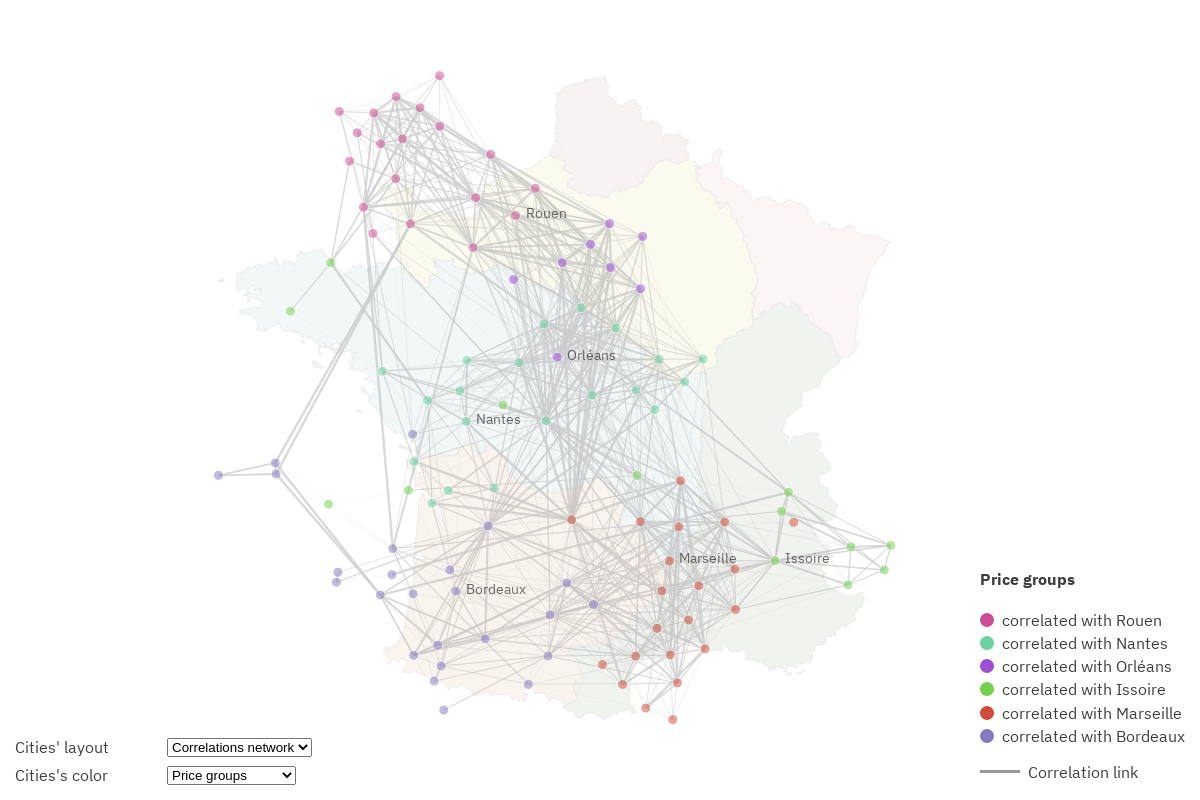 Rouen
Orléans
Nantes
Marseille
Issoire
Bordeaux
Price groups
correlated with Rouen
correlated with Nantes
correlated with Orléans
correlated with Issoire
correlated with Marseille
correlated with Bordeaux
Correlation link
Cities' layout Correlations network
Cities's color Price groups